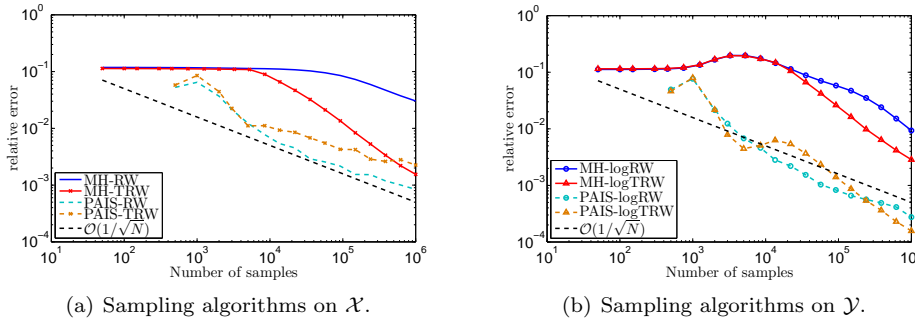 10^0
10^{-1}
10^{-2}
10^{-3}
10^{-4}
relative error
MH-RW
MH-TRW
PAIS-RW
PAIS-TRW
𝒪(1/√N)
10^1 10^2 10^3 10^4 10^5 10^6
Number of samples
(a) Sampling algorithms on 𝒳.
10^0
10^{-1}
10^{-2}
10^{-3}
10^{-4}
relative error
MH-logRW
MH-logTRW
PAIS-logRW
PAIS-logTRW
𝒪(1/√N)
10^1 10^2 10^3 10^4 10^5 10^6
Number of samples
(b) Sampling algorithms on 𝒴.